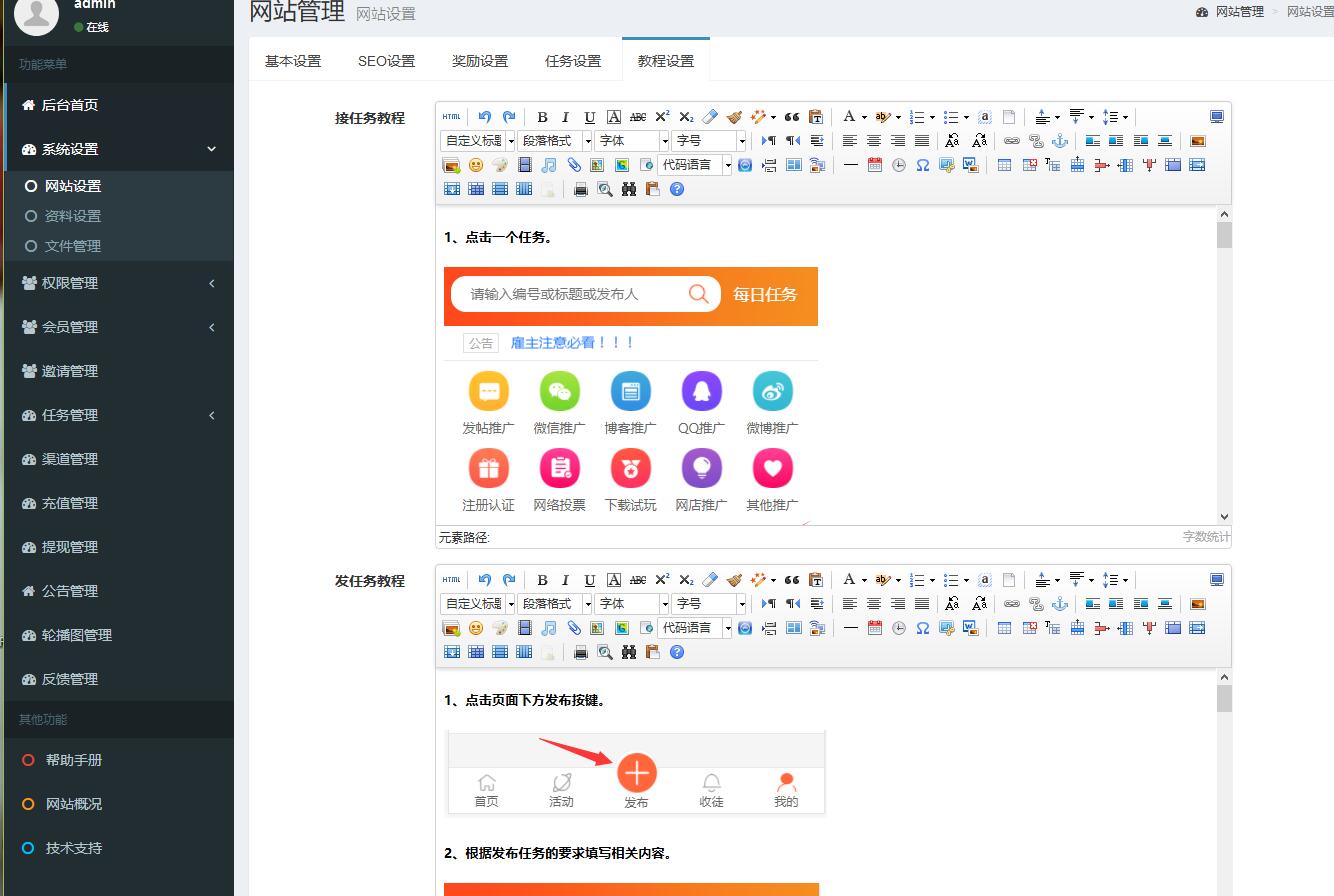 admin
在线
功能菜单
后台首页
系统设置
网站设置
资料设置
文件管理
权限管理
会员管理
邀请管理
任务管理
渠道管理
充值管理
提现管理
公告管理
轮播图管理
反馈管理
其他功能
帮助手册
网站概况
技术支持
网站管理 网站设置
网站管理 > 网站设置
基本设置 SEO设置 奖励设置 任务设置 教程设置
接任务教程
HTML B I U A ABC X² X₂ A ab a
自定义标题 段落格式 字体 字号
代码语言
1、点击一个任务。
请输入编号或标题或发布人 每日任务
公告 雇主注意必看！！！
发帖推广 微信推广 博客推广 QQ推广 微博推广
注册认证 网络投票 下载试玩 网店推广 其他推广
元素路径: 字数统计
发任务教程
HTML B I U A ABC X² X₂ A ab a
自定义标题 段落格式 字体 字号
代码语言
1、点击页面下方发布按键。
首页 活动 发布 收徒 我的
2、根据发布任务的要求填写相关内容。